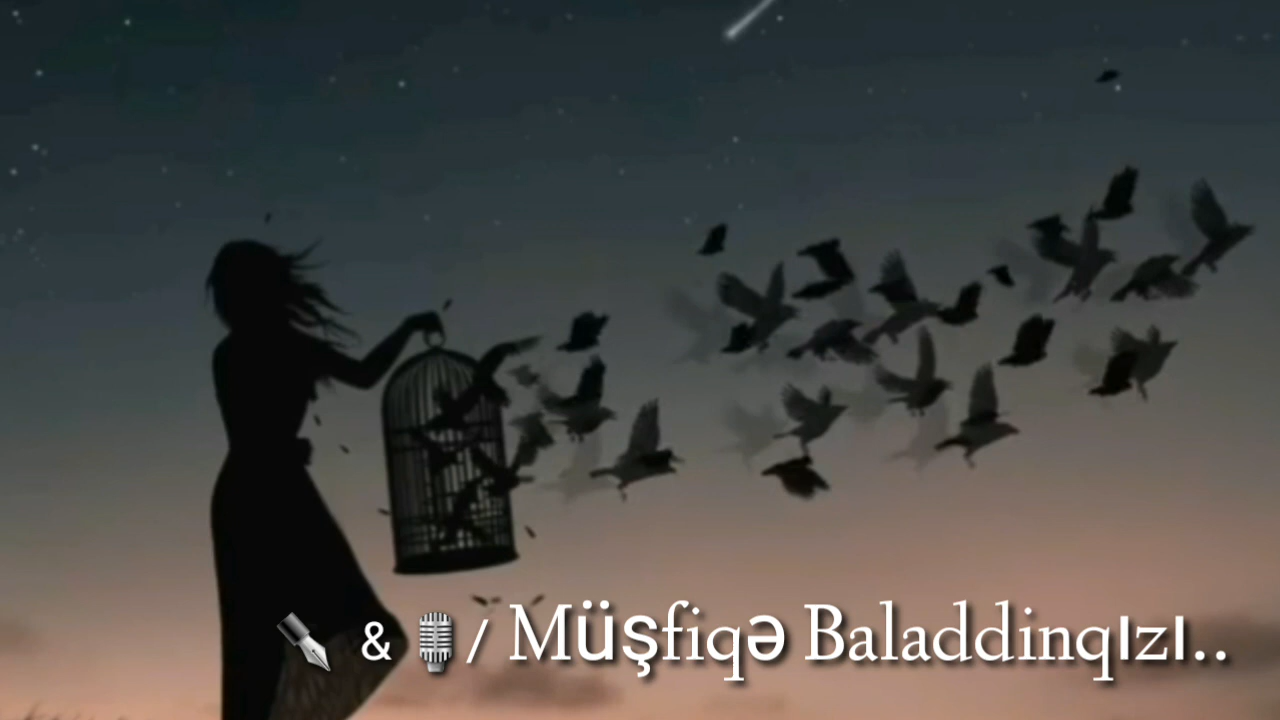 ✒️ & 🎙️/ Müşfiqə Baladdinqızı..